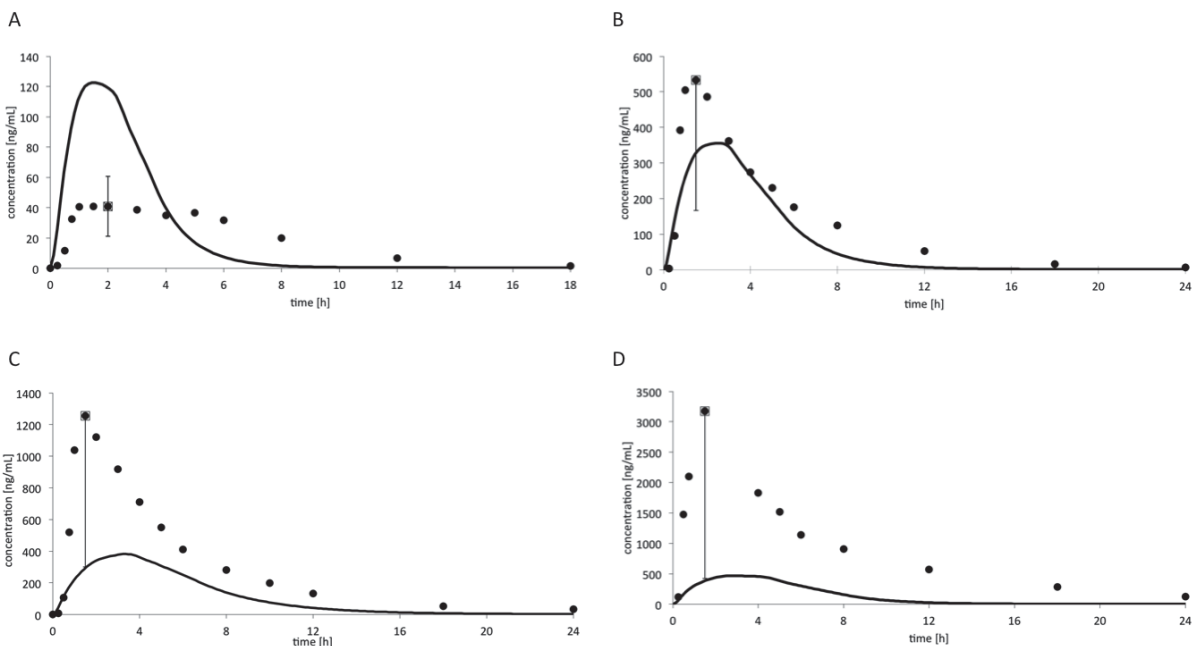 A
140
120
100
80
60
40
20
0
concentration [ng/mL]
0 2 4 6 8 10 12 14 16 18
time [h]
B
600
500
400
300
200
100
0
concentration [ng/mL]
0 4 8 12 16 20 24
time [h]
C
1400
1200
1000
800
600
400
200
0
concentration [ng/mL]
0 4 8 12 16 20 24
time [h]
D
3500
3000
2500
2000
1500
1000
500
0
concentration [ng/mL]
0 4 8 12 16 20 24
time [h]